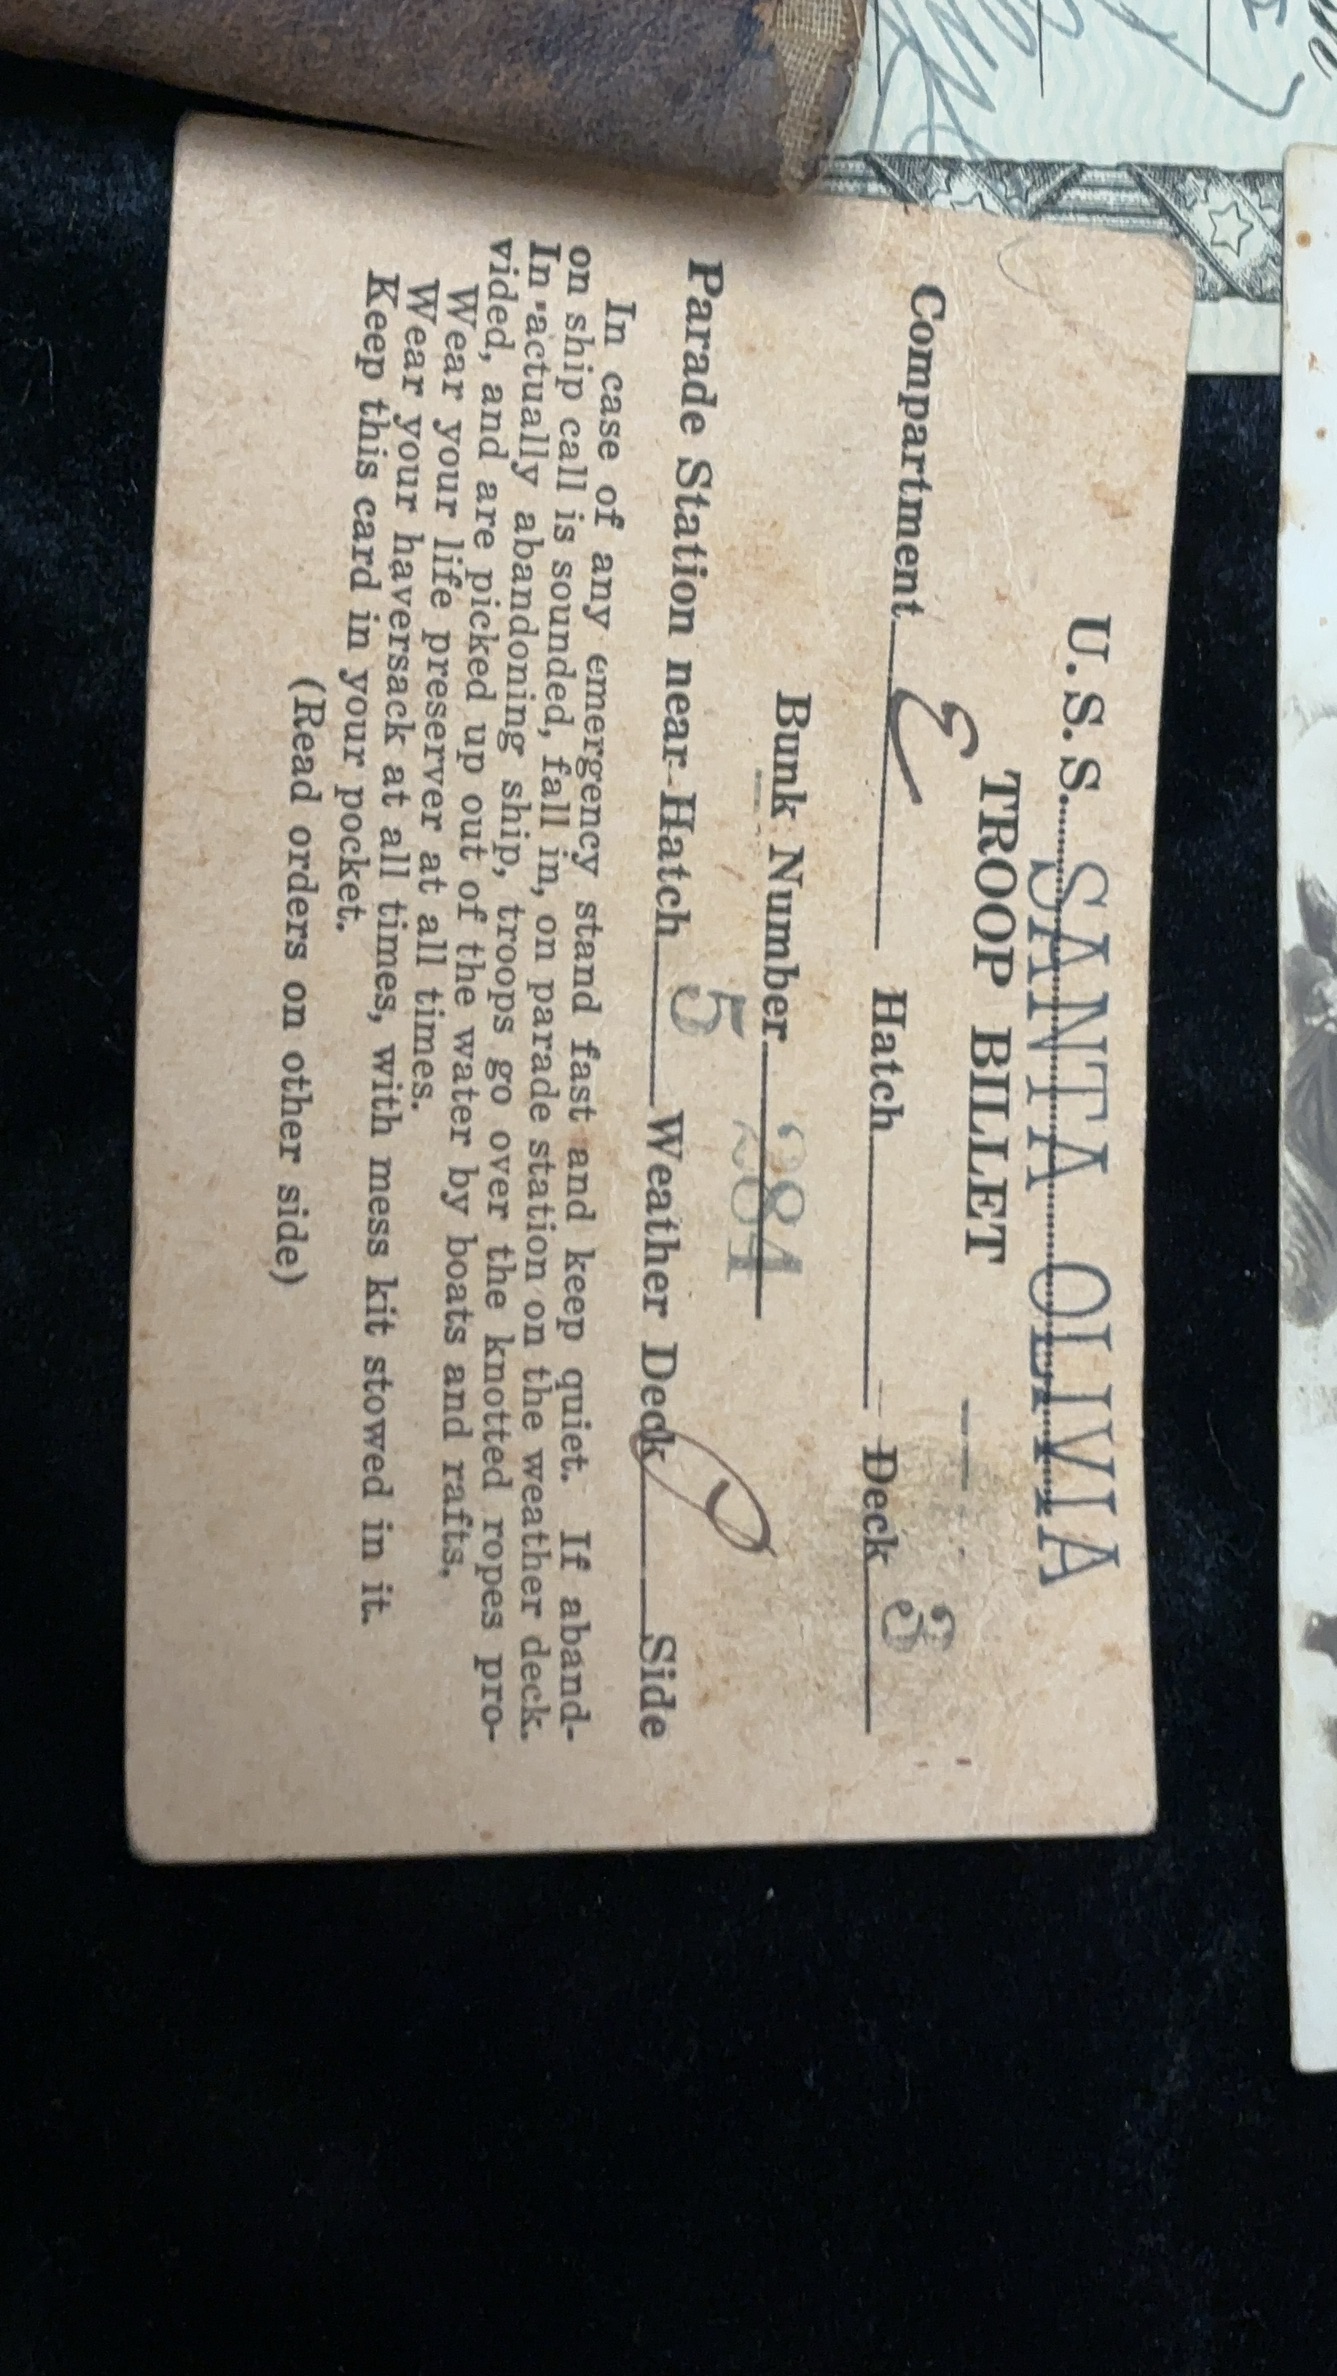 U.S.S. SANTA OLIVIA
TROOP BILLET
Compartment E Hatch Deck 3
Bunk Number 284
Parade Station near Hatch 5 Weather Deck P Side
In case of any emergency stand fast and keep quiet. If aband-
on ship call is sounded, fall in, on parade station on the weather deck.
In actually abandoning ship, troops go over the knotted ropes pro-
vided, and are picked up out of the water by boats and rafts.
Wear your life preserver at all times.
Wear your haversack at all times, with mess kit stowed in it.
Keep this card in your pocket.
(Read orders on other side)